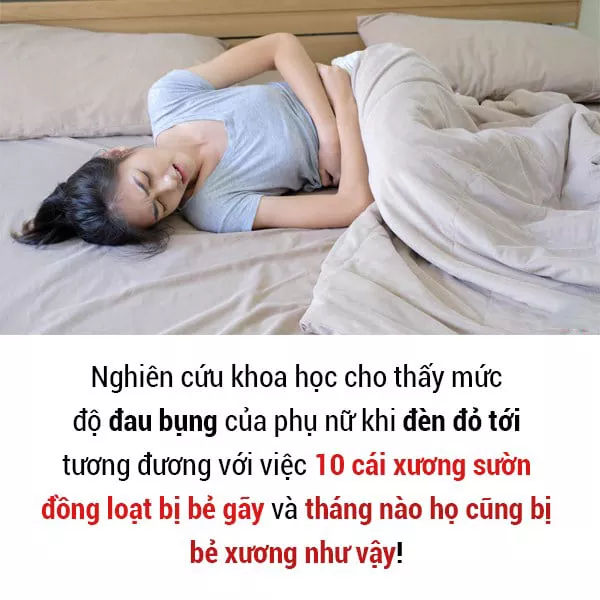 Nghiên cứu khoa học cho thấy mức
độ đau bụng của phụ nữ khi đèn đỏ tới
tương đương với việc 10 cái xương sườn
đồng loạt bị bẻ gãy và tháng nào họ cũng bị
bẻ xương như vậy!